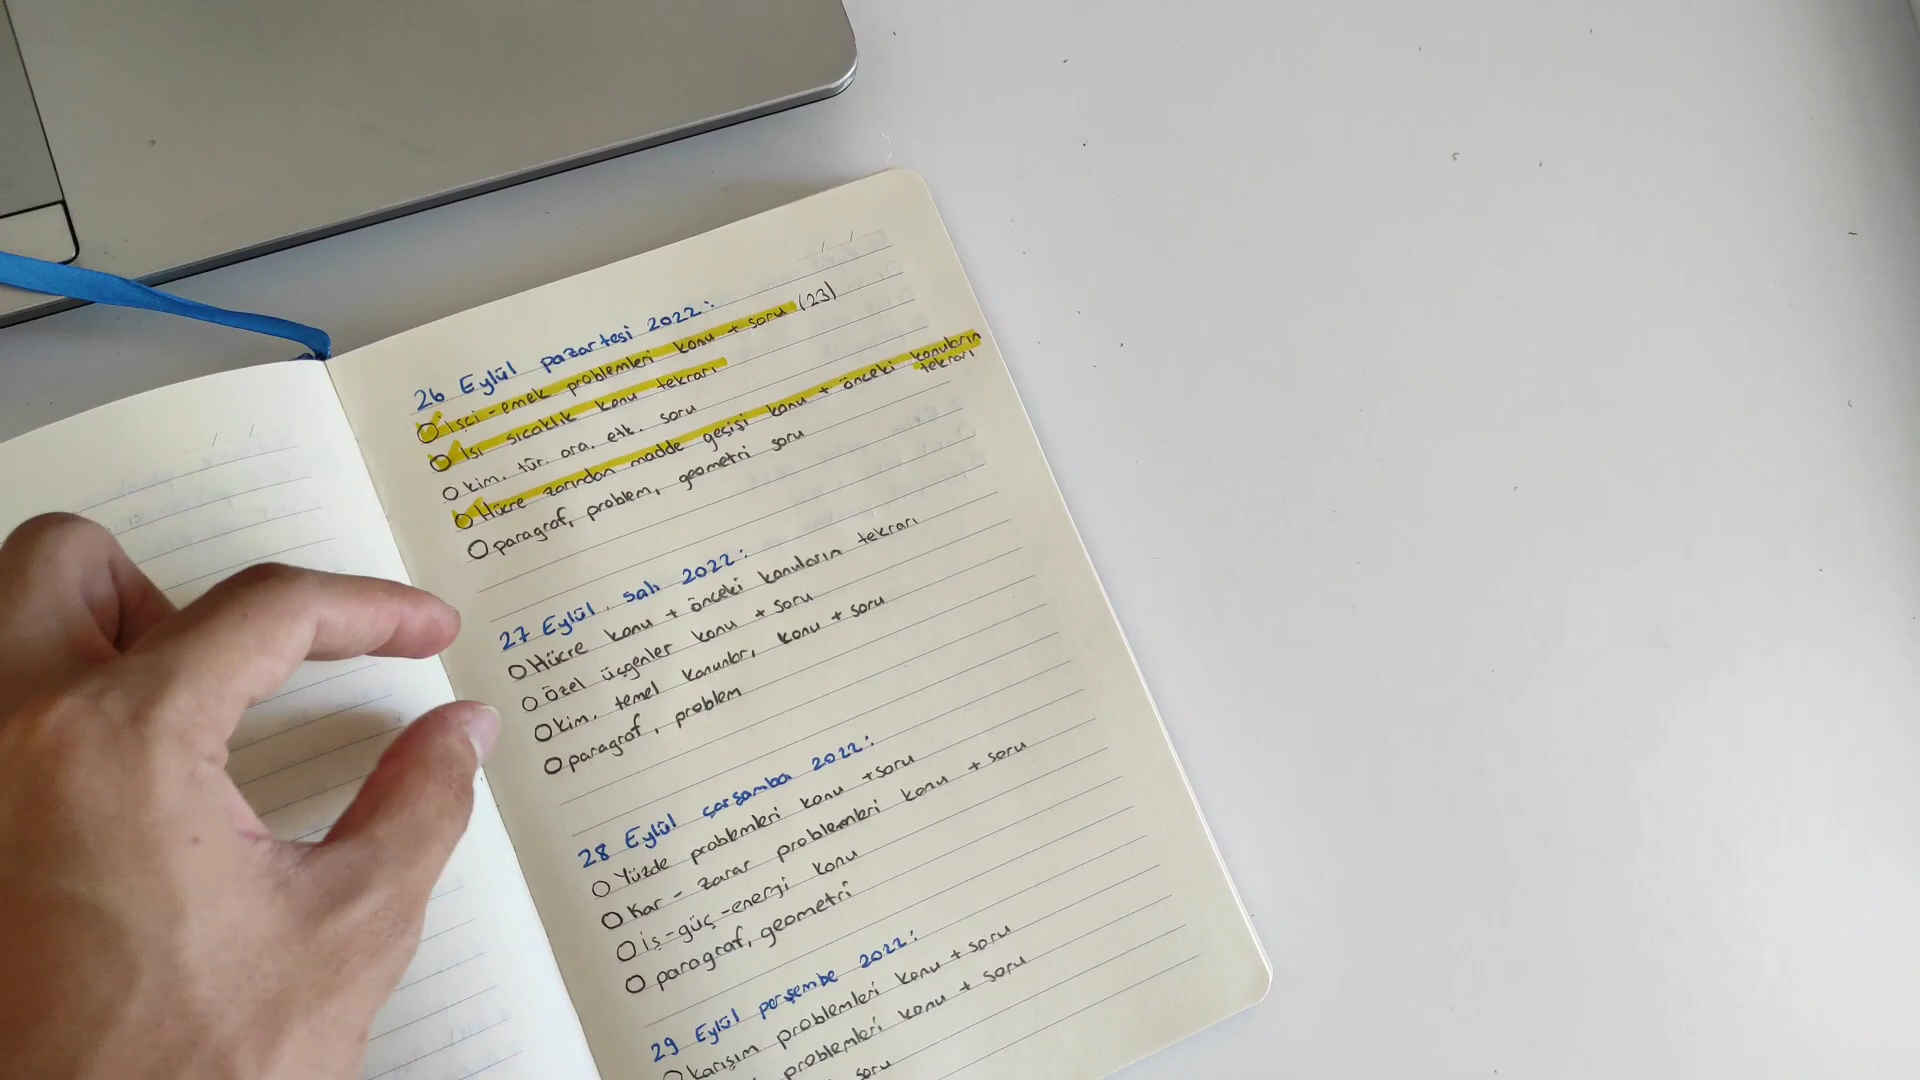 26 Eylül pazartesi 2022:
İşci-emek problemleri konu + soru (23)
Isı sıcaklık konu tekrarı
kim. tür. ara. etk. soru
Hücre zarından madde geçişi konu + önceki konuların
tekrarı
paragraf, problem, geometri soru
27 Eylül salı 2022:
Hücre konu + önceki konuların tekrarı
özel üçgenler konu + soru
kim. temel kanunlar, konu + soru
paragraf, problem
28 Eylül çarşamba 2022:
Yüzde problemleri konu +soru
Kar - zarar problemleri konu + soru
iş-güç-energi konu
paragraf, geometri
29 Eylül perşembe 2022:
karışım problemleri konu + soru
problemleri konu + soru
soru